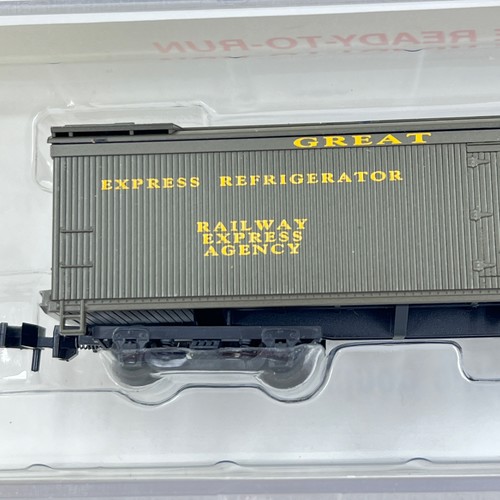 READY-TO-RUN
GREAT
EXPRESS REFRIGERATOR
RAILWAY
EXPRESS
AGENCY